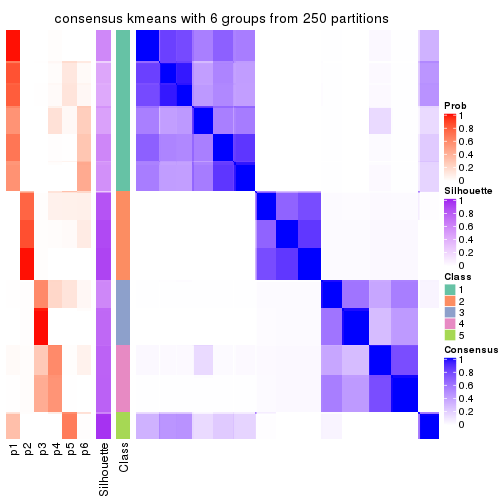 consensus kmeans with 6 groups from 250 partitions
Prob
1
0.8
0.6
0.4
0.2
0
Silhouette
1
0.8
0.6
0.4
0.2
0
Class
1
2
3
4
5
Consensus
1
0.8
0.6
0.4
0.2
0
p1
p2
p3
p4
p5
p6
Silhouette
Class